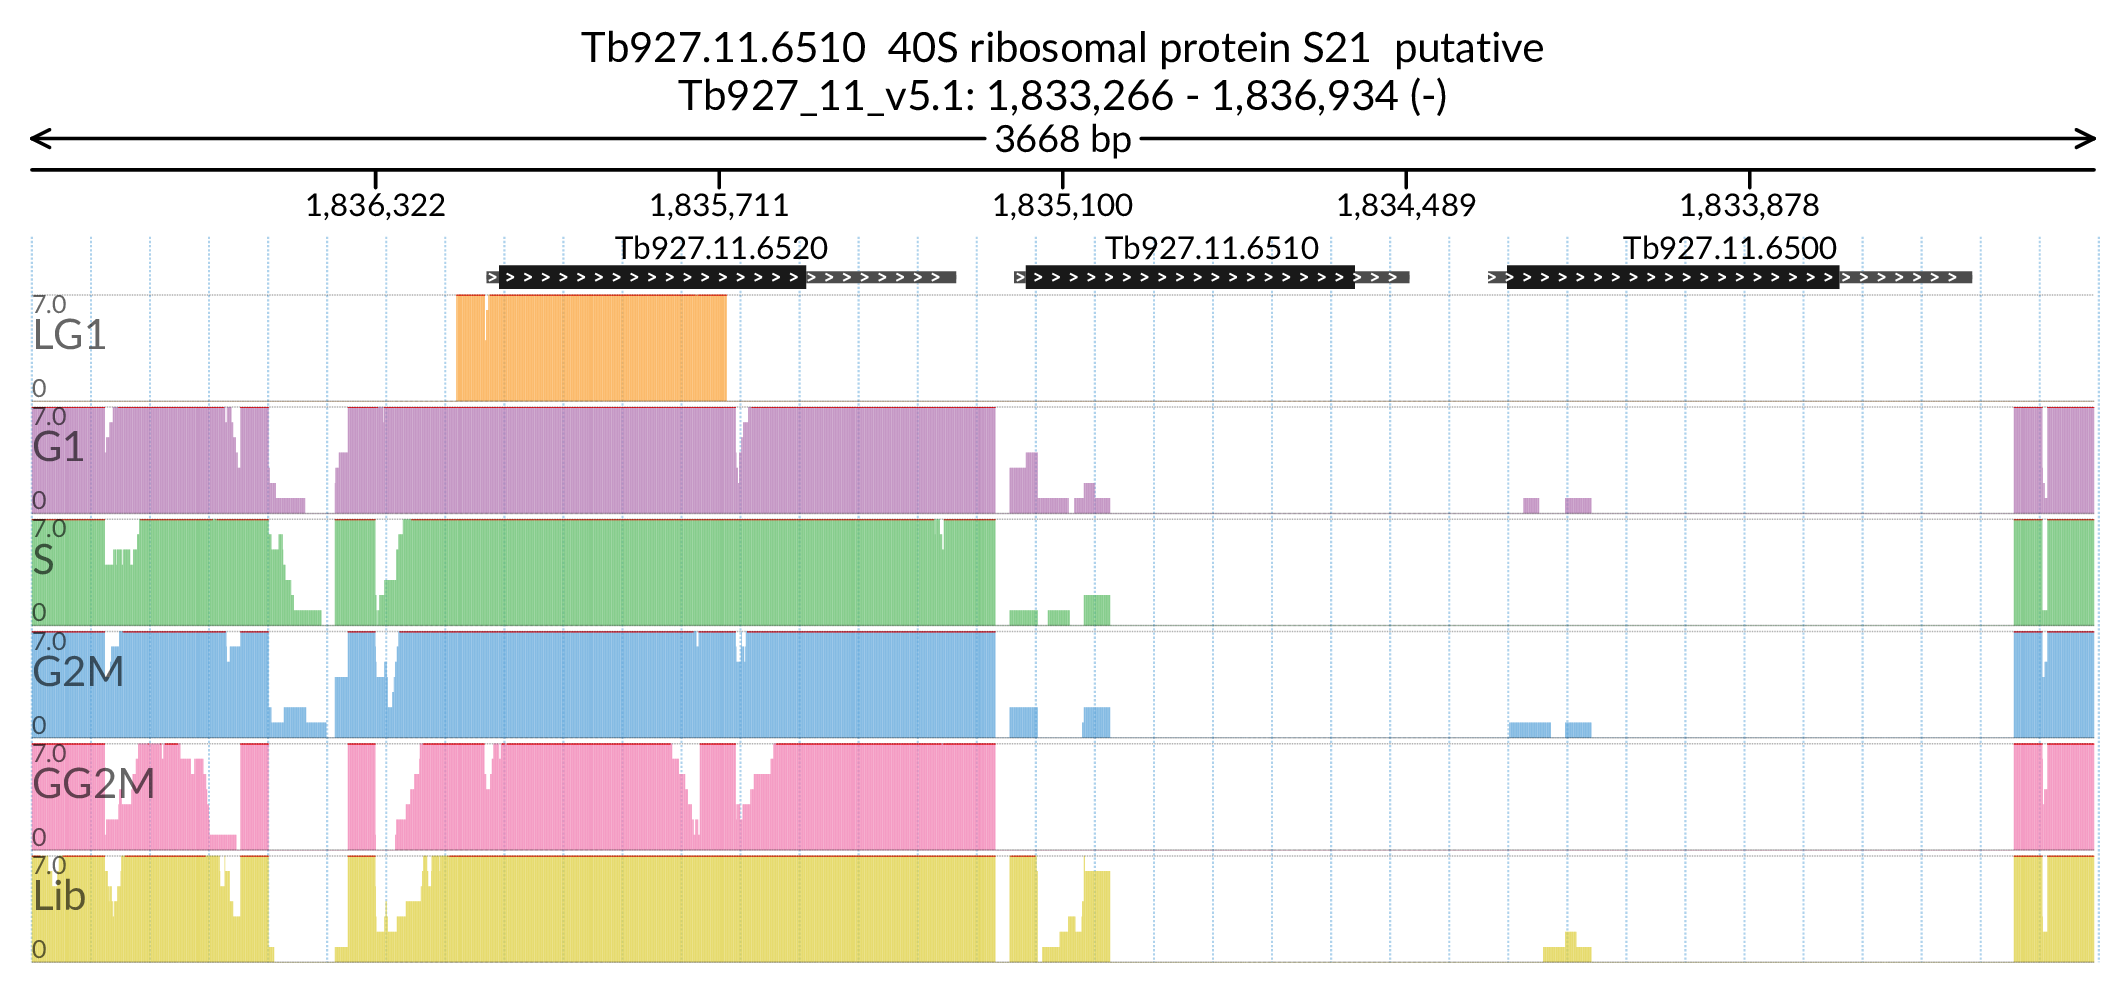 Tb927.11.6510  40S ribosomal protein S21  putative
Tb927_11_v5.1: 1,833,266 - 1,836,934 (-)
3668 bp
1,836,322 1,835,711 1,835,100 1,834,489 1,833,878
Tb927.11.6520 Tb927.11.6510 Tb927.11.6500
7.0
LG1
0
7.0
G1
0
7.0
S
0
7.0
G2M
0
7.0
GG2M
0
7.0
Lib
0